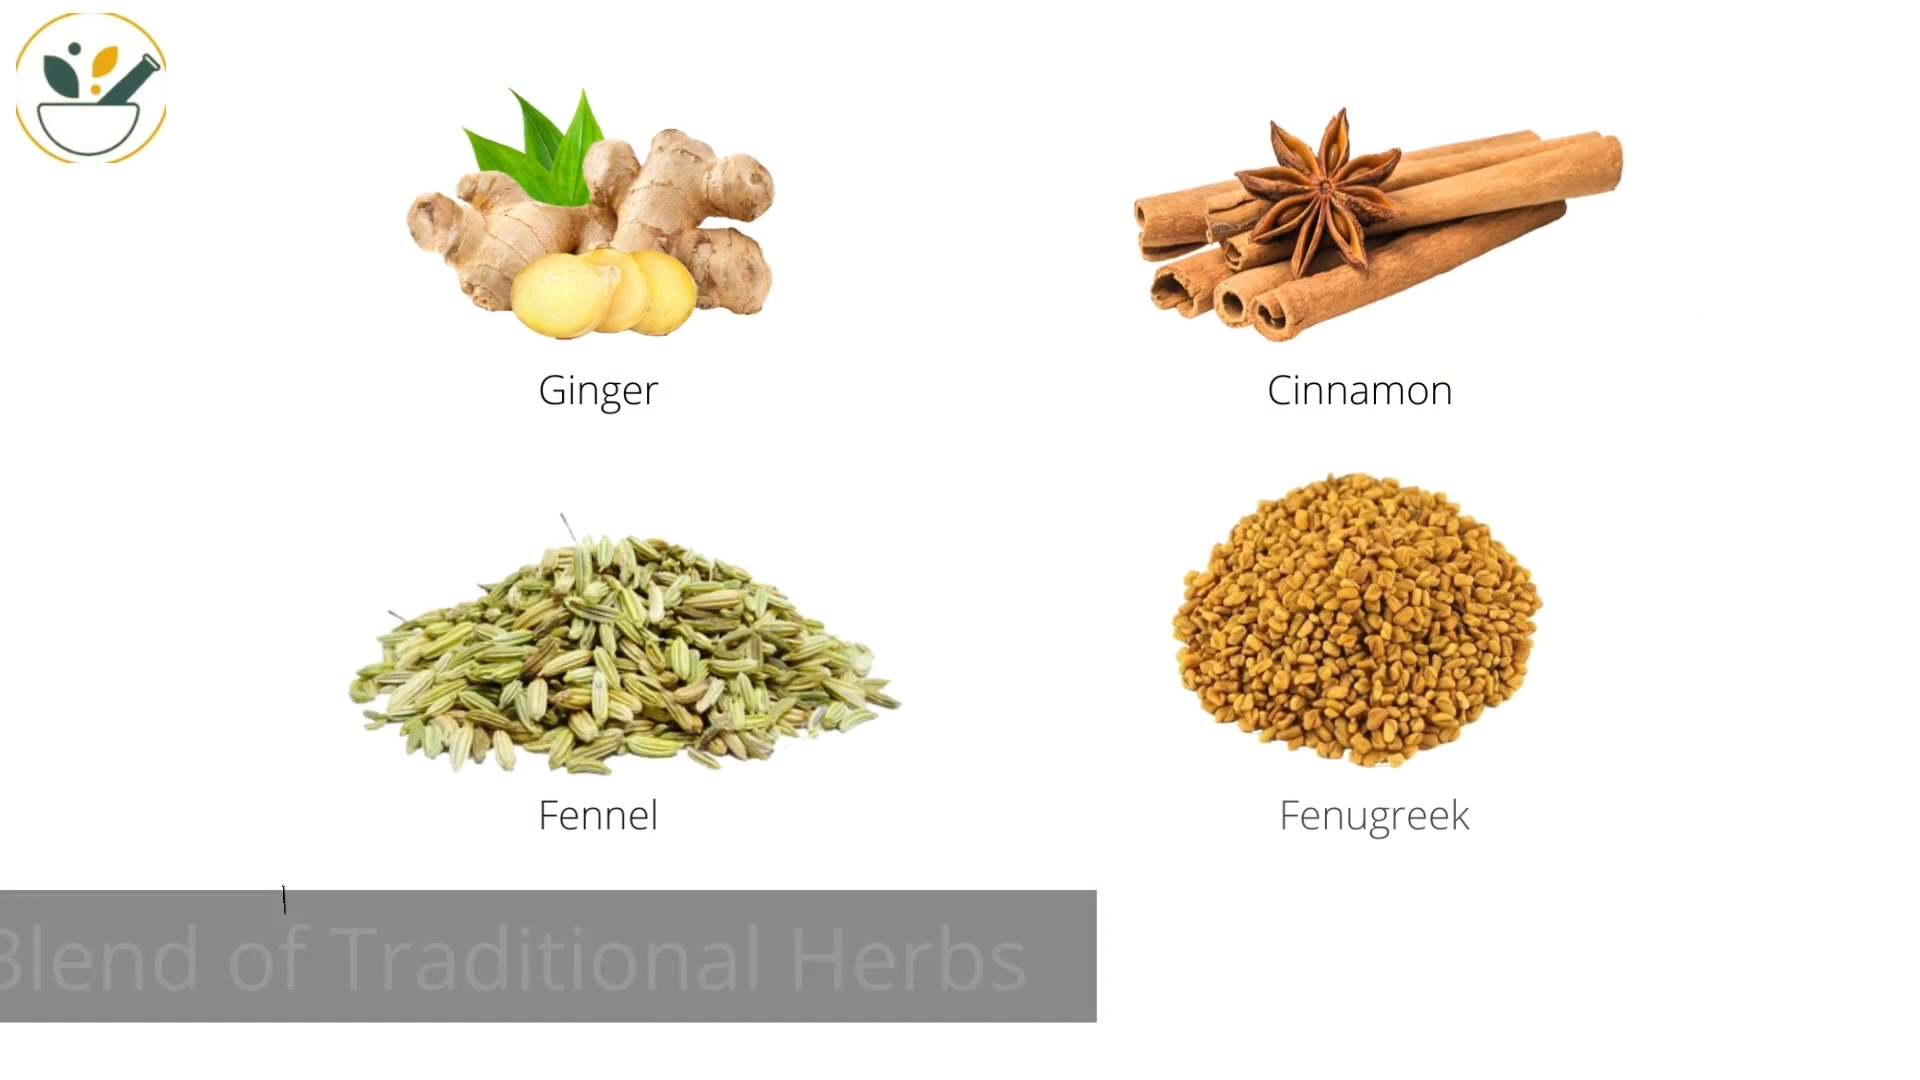 Ginger
Cinnamon
Fennel
Fenugreek
Blend of Traditional Herbs